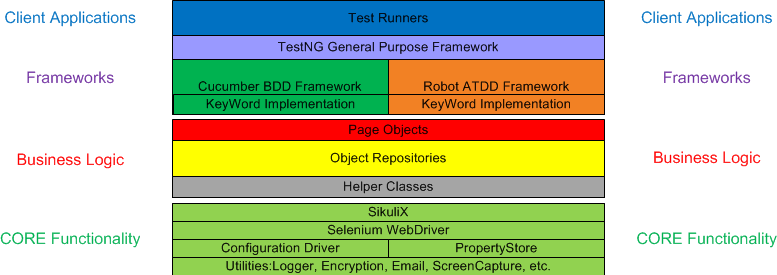 Client Applications Test Runners Client Applications
TestNG General Purpose Framework
Frameworks Frameworks
Cucumber BDD Framework Robot ATDD Framework
KeyWord Implementation KeyWord Implementation
Page Objects
Business Logic Object Repositories Business Logic
Helper Classes
SikuliX
Selenium WebDriver
CORE Functionality CORE Functionality
Configuration Driver PropertyStore
Utilities:Logger, Encryption, Email, ScreenCapture, etc.